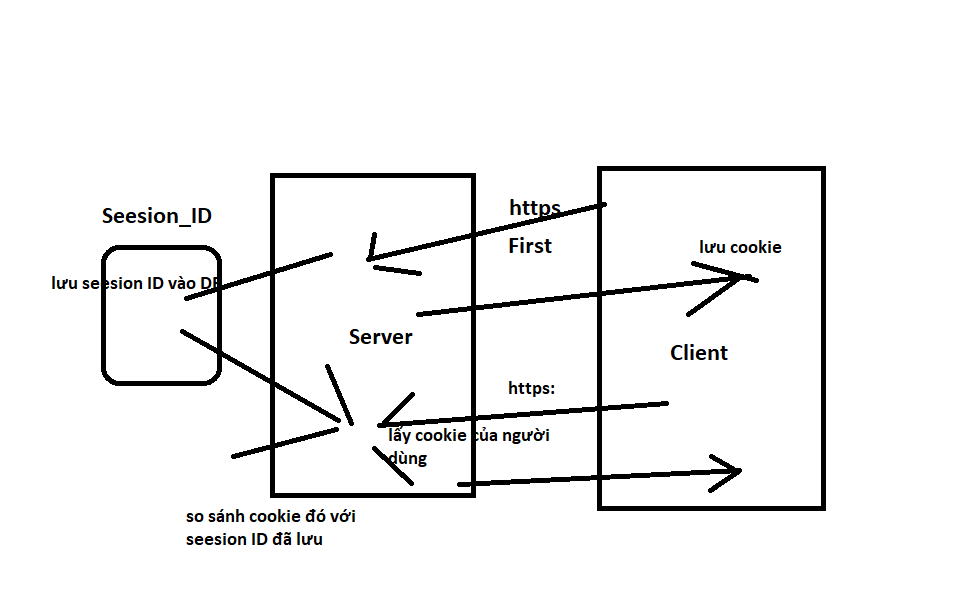 https
First
Seesion_ID
lưu cookie
lưu seesion ID vào DB
Server
Client
https:
lấy cookie của người
dùng
so sánh cookie đó với
seesion ID đã lưu